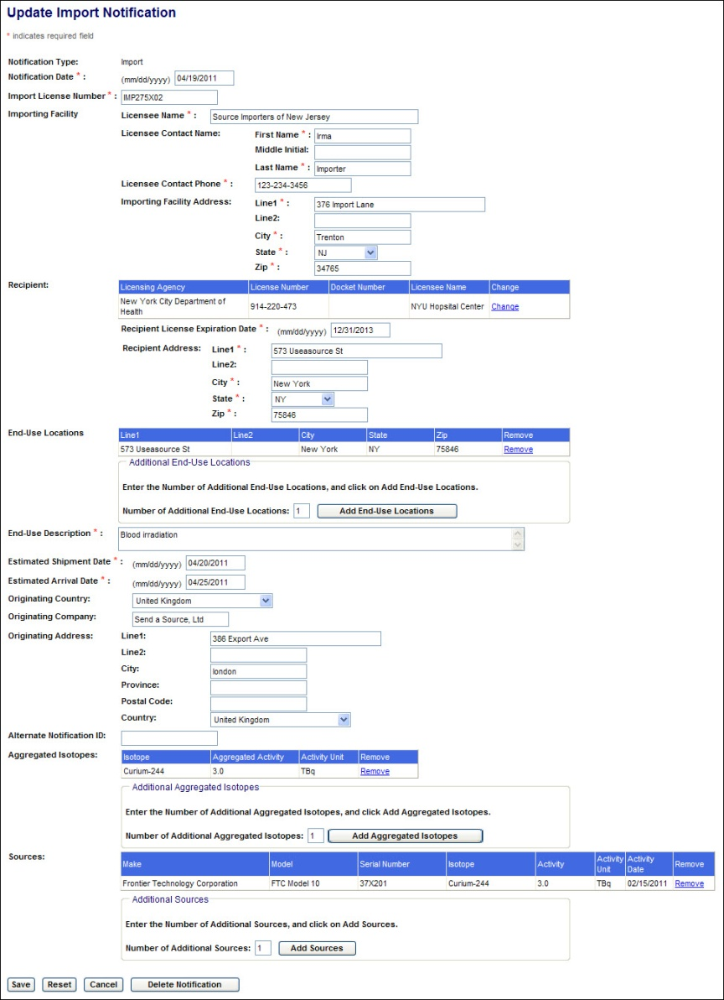 Update Import Notification
* indicates required field
Notification Type: Import
Notification Date * : (mm/dd/yyyy) 04/19/2011
Import License Number * : IMP275X02
Importing Facility Licensee Name * : Source Importers of New Jersey
Licensee Contact Name: First Name * : Irma
Middle Initial:
Last Name * : Importer
Licensee Contact Phone * : 123-234-3456
Importing Facility Address: Line1 * : 376 Import Lane
Line2:
City * : Trenton
State * : NJ
Zip * : 34765
Recipient: Licensing Agency License Number Docket Number Licensee Name Change
New York City Department of
Health 914-220-473 NYU Hopsital Center Change
Recipient License Expiration Date * : (mm/dd/yyyy) 12/31/2013
Recipient Address: Line1 * : 573 Useasource St
Line2:
City * : New York
State * : NY
Zip * : 75846
End-Use Locations Line1 Line2 City State Zip Remove
573 Useasource St New York NY 75846 Remove
Additional End-Use Locations
Enter the Number of Additional End-Use Locations, and click on Add End-Use Locations.
Number of Additional End-Use Locations: 1 Add End-Use Locations
End-Use Description * : Blood irradiation
Estimated Shipment Date * : (mm/dd/yyyy) 04/20/2011
Estimated Arrival Date * : (mm/dd/yyyy) 04/25/2011
Originating Country: United Kingdom
Originating Company: Send a Source, Ltd
Originating Address: Line1: 386 Export Ave
Line2:
City: london
Province:
Postal Code:
Country: United Kingdom
Alternate Notification ID:
Aggregated Isotopes: Isotope Aggregated Activity Activity Unit Remove
Curium-244 3.0 TBq Remove
Additional Aggregated Isotopes
Enter the Number of Additional Aggregated Isotopes, and click Add Aggregated Isotopes.
Number of Additional Aggregated Isotopes: 1 Add Aggregated Isotopes
Sources: Make Model Serial Number Isotope Activity Activity Unit Activity Date Remove
Frontier Technology Corporation FTC Model 10 37X201 Curium-244 3.0 TBq 02/15/2011 Remove
Additional Sources
Enter the Number of Additional Sources, and click on Add Sources.
Number of Additional Sources: 1 Add Sources
Save Reset Cancel Delete Notification